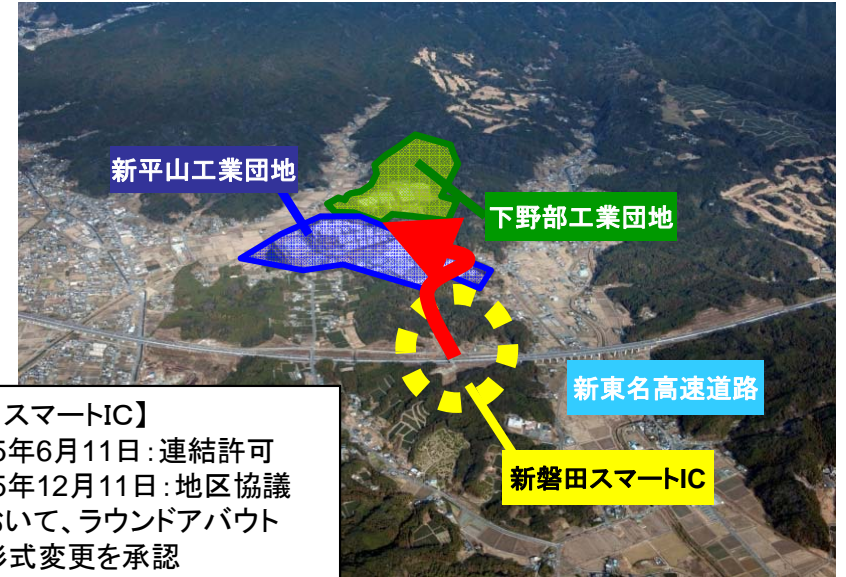 新平山工業団地
下野部工業団地
新東名高速道路
新磐田スマートIC
スマートIC】
5年6月11日：連結許可
5年12月11日：地区協議
おいて、ラウンドアバウト
形式変更を承認